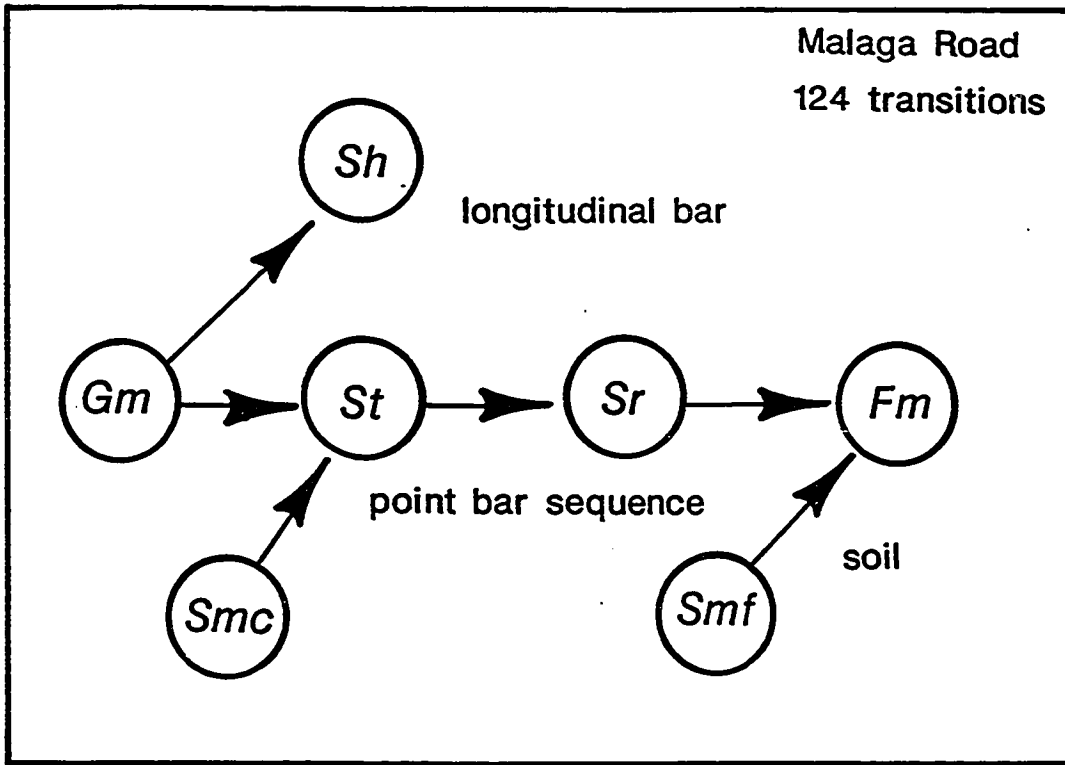 Malaga Road
124 transitions
Sh
longitudinal bar
Gm
St
Sr
Fm
point bar sequence
soil
Smc
Smf